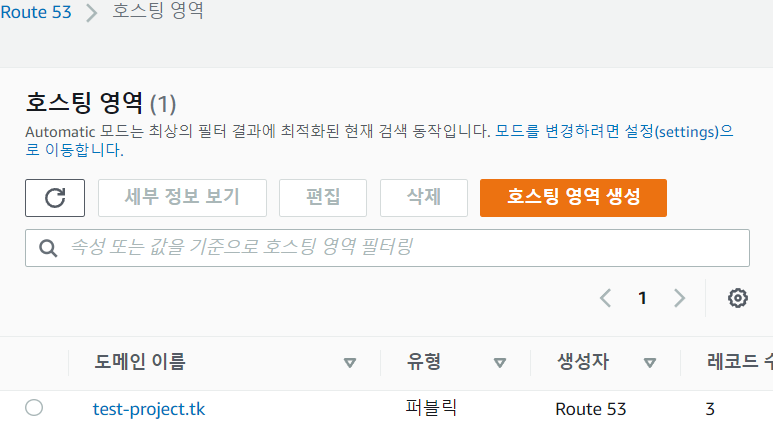 Route 53 > 호스팅 영역
호스팅 영역 (1)
Automatic 모드는 최상의 필터 결과에 최적화된 현재 검색 동작입니다. 모드를 변경하려면 설정(settings)으
로 이동합니다.
세부 정보 보기 편집 삭제 호스팅 영역 생성
속성 또는 값을 기준으로 호스팅 영역 필터링
1
도메인 이름 유형 생성자 레코드
test-project.tk 퍼블릭 Route 53 3